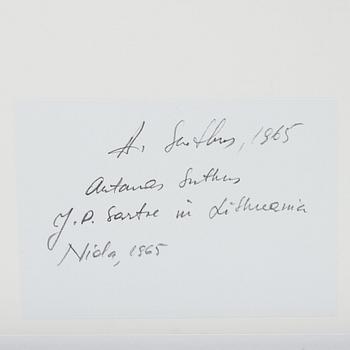 A. Sutkus, 1965
Antanas Sutkus
J.P. Sartre in Lithuania
Nida, 1965